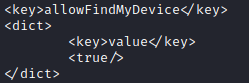 <key>allowFindMyDevice</key>
<dict>
<key>value</key>
<true/>
</dict>